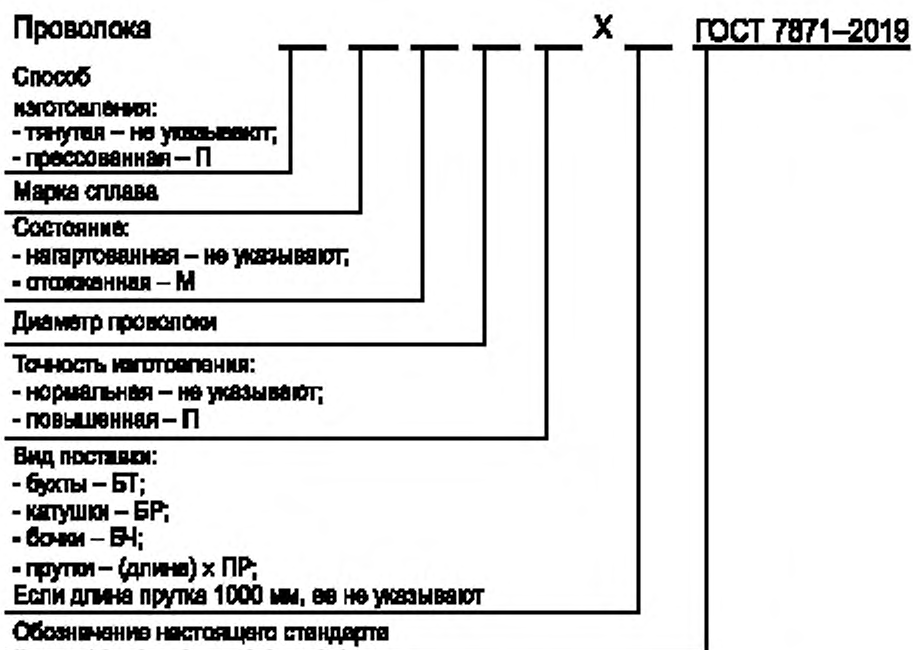 Проволока Х ГОСТ 7871–2019
Способ
изготовления:
- тянутая – не указывают;
- прессованная – П
Марка сплава
Состояние:
- нагартованная – не указывают;
- отожженная – М
Диаметр проволоки
Точность изготовления:
- нормальная – не указывают;
- повышенная – П
Вид поставки:
- бухты – БТ;
- катушки – БР;
- бочки – БЧ;
- прутки – (длина) х ПР;
Если длина прутка 1000 мм, ее не указывают
Обозначение настоящего стандарта